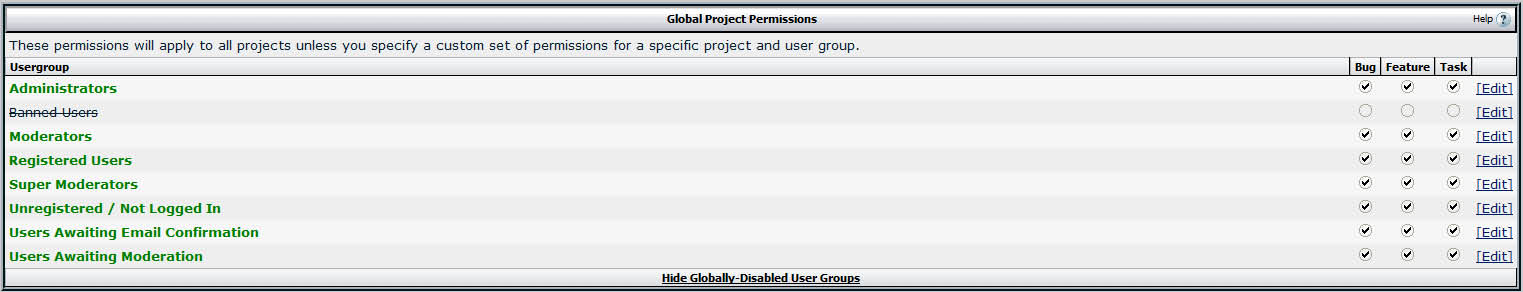 Global Project Permissions Help ?
These permissions will apply to all projects unless you specify a custom set of permissions for a specific project and user group.
Usergroup Bug Feature Task
Administrators [Edit]
Banned Users [Edit]
Moderators [Edit]
Registered Users [Edit]
Super Moderators [Edit]
Unregistered / Not Logged In [Edit]
Users Awaiting Email Confirmation [Edit]
Users Awaiting Moderation [Edit]
Hide Globally-Disabled User Groups